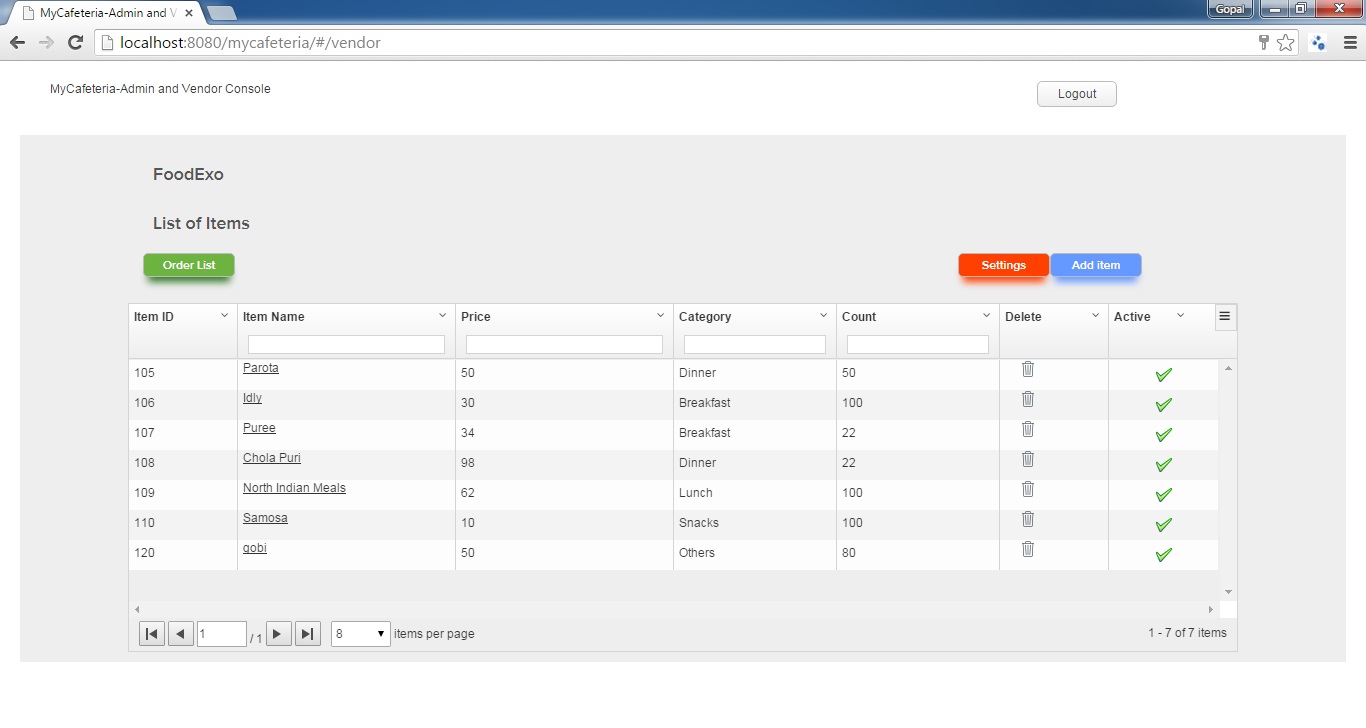 MyCafeteria-Admin and V
Gopal
localhost:8080/mycafeteria/#/vendor
MyCafeteria-Admin and Vendor Console
Logout
FoodExo
List of Items
Order List
Settings
Add item
Item ID Item Name Price Category Count Delete Active
105 Parota 50 Dinner 50
106 Idly 30 Breakfast 100
107 Puree 34 Breakfast 22
108 Chola Puri 98 Dinner 22
109 North Indian Meals 62 Lunch 100
110 Samosa 10 Snacks 100
120 gobi 50 Others 80
1 / 1 8 items per page 1 - 7 of 7 items